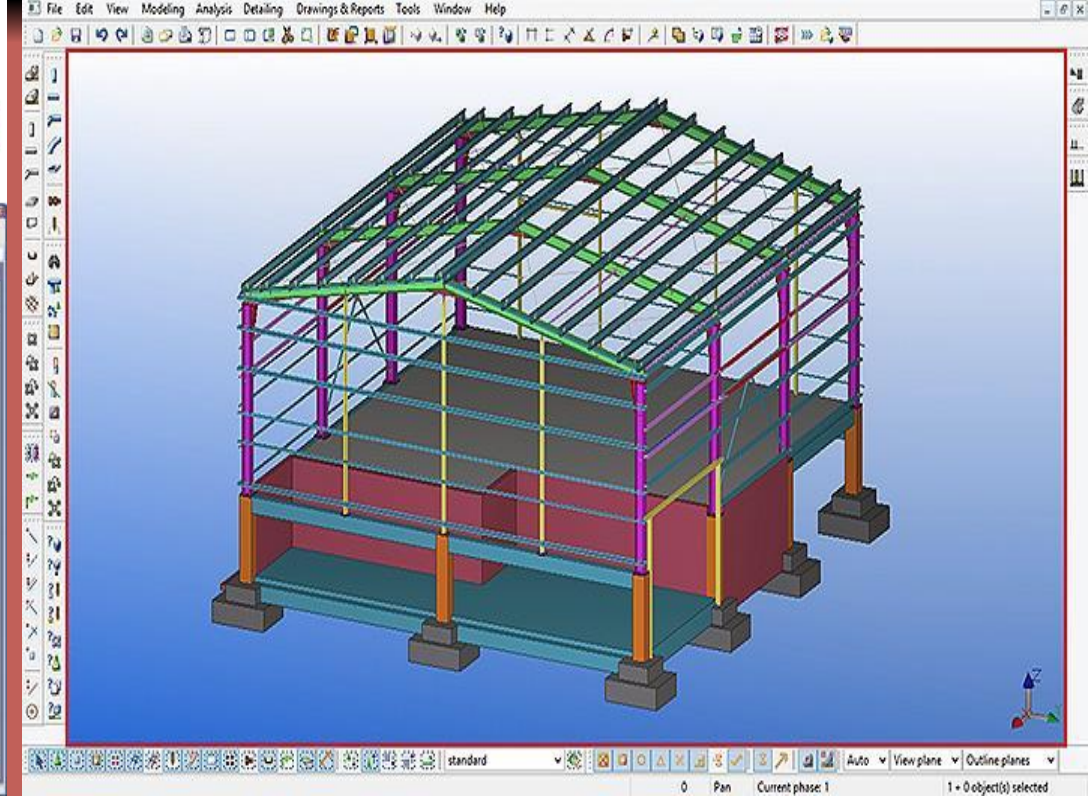 File Edit View Modeling Analysis Detailing Drawings & Reports Tools Window Help
Z
standard Auto View plane Outline planes
0 Pan Current phase: 1 1 + 0 object(s) selected